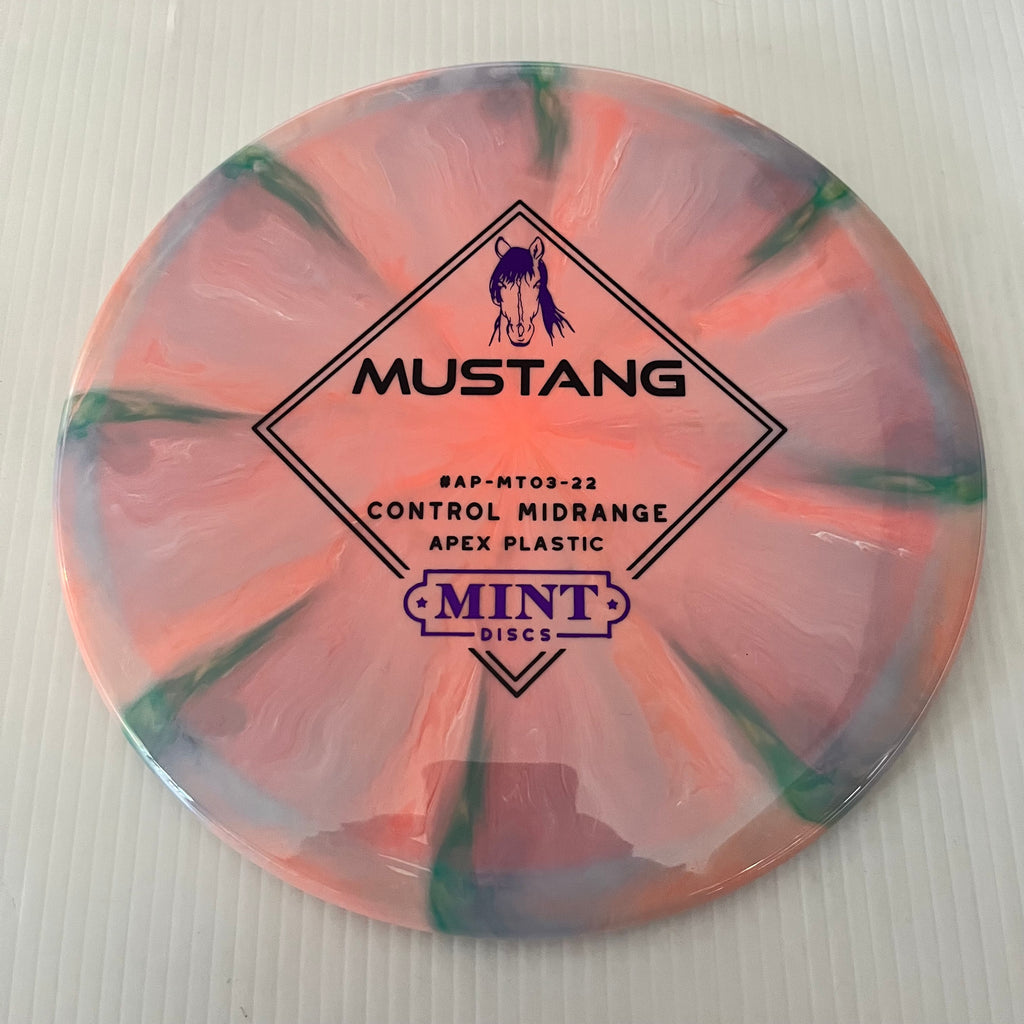 MUSTANG
#AP-MT03-22
CONTROL MIDRANGE
APEX PLASTIC
MINT
DISCS